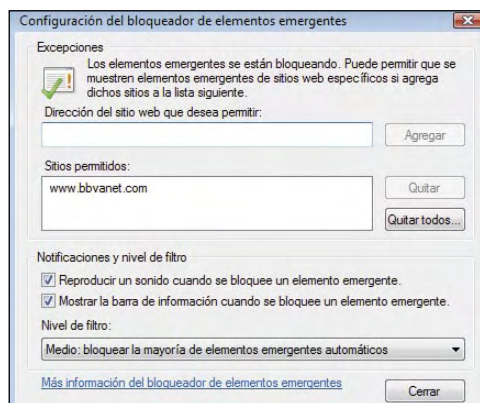 Configuración del bloqueador de elementos emergentes
Excepciones
Los elementos emergentes se están bloqueando. Puede permitir que se
muestren elementos emergentes de sitios web específicos si agrega
dichos sitios a la lista siguiente.
Dirección del sitio web que desea permitir:
Agregar
Sitios permitidos:
www.bbvanet.com
Quitar
Quitar todos...
Notificaciones y nivel de filtro
Reproducir un sonido cuando se bloquee un elemento emergente.
Mostrar la barra de información cuando se bloquee un elemento emergente.
Nivel de filtro:
Medio: bloquear la mayoría de elementos emergentes automáticos
Más información del bloqueador de elementos emergentes
Cerrar